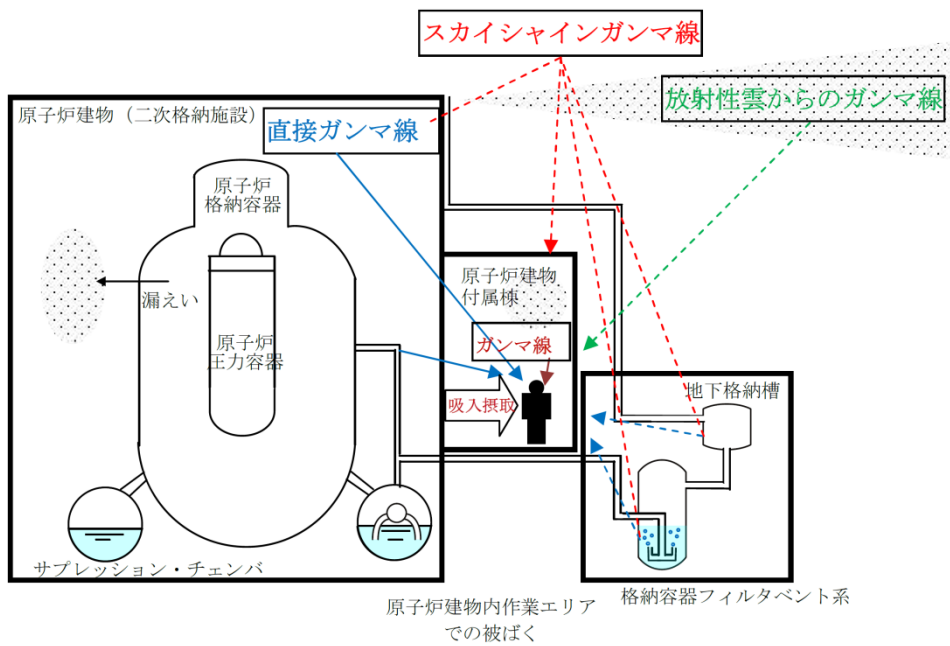 スカイシャインガンマ線
放射性雲からのガンマ線
原子炉建物（二次格納施設）
直接ガンマ線
原子炉
格納容器
漏えい
原子炉
圧力容器
原子炉建物
付属棟
ガンマ線
吸入摂取
地下格納槽
サプレッション・チェンバ
格納容器フィルタベント系
原子炉建物内作業エリア
での被ばく